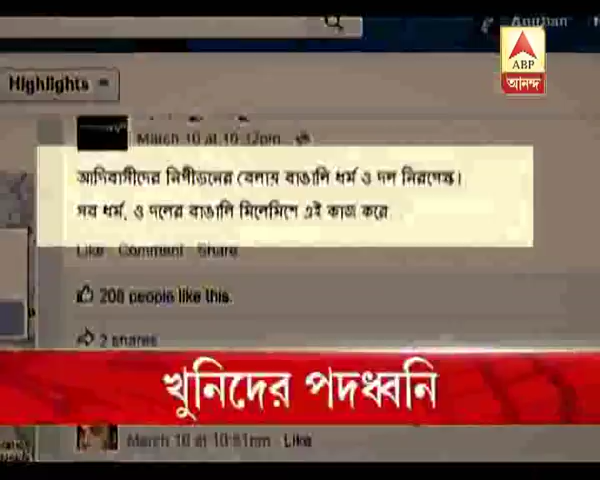 ABP
আনন্দ
Highlights
March 10 at 10:32pm
আদিবাসীদের নিপীড়নের বেলায় বাঙালি ধর্ম ও দল নিরপেক্ষ।
সব ধর্ম, ও দলের বাঙালি মিলেমিশে এই কাজ করে
Like Comment Share
208 people like this.
2 shares
খুনিদের পদধ্বনি
March 10 at 10:51pm Like